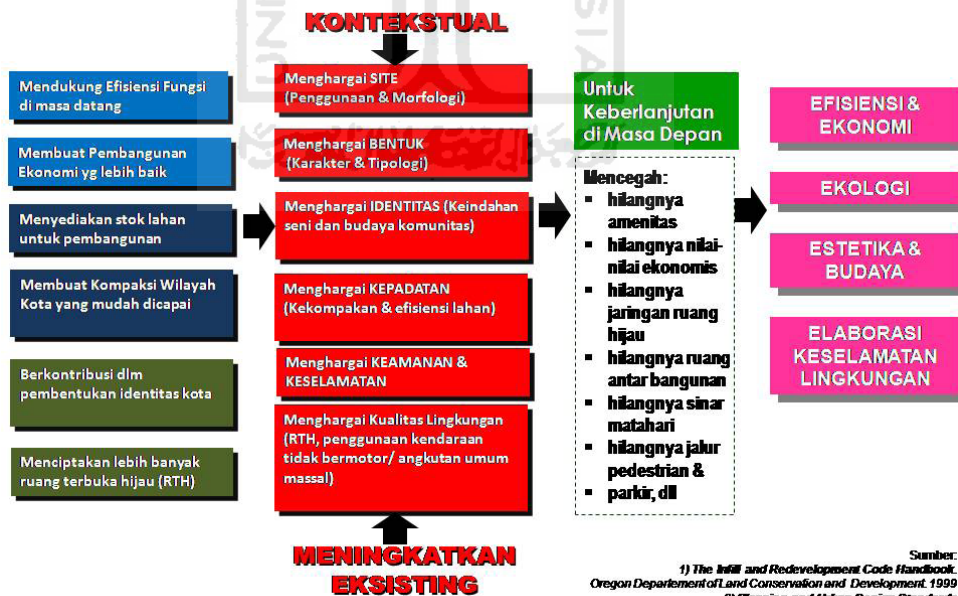 KONTEKSTUAL
Mendukung Efisiensi Fungsi
di masa datang
Membuat Pembangunan
Ekonomi yg lebih baik
Menyediakan stok lahan
untuk pembangunan
Membuat Kompaksi Wilayah
Kota yang mudah dicapai
Berkontribusi dlm
pembentukan identitas kota
Menciptakan lebih banyak
ruang terbuka hijau (RTH)
Menghargai SITE
(Penggunaan & Morfologi)
Menghargai BENTUK
(Karakter & Tipologi)
Menghargai IDENTITAS (Keindahan
seni dan budaya komunitas)
Menghargai KEPADATAN
(Kekompakan & efisiensi lahan)
Menghargai KEAMANAN &
KESELAMATAN
Menghargai Kualitas Lingkungan
(RTH, penggunaan kendaraan
tidak bermotor/ angkutan umum
massal)
MENINGKATKAN
EKSISTING
Untuk
Keberlanjutan
di Masa Depan
Mencegah:
▪ hilangnya
amenitas
▪ hilangnya nilai-
nilai ekonomis
▪ hilangnya
jaringan ruang
hijau
▪ hilangnya ruang
antar bangunan
▪ hilangnya sinar
matahari
▪ hilangnya jalur
pedestrian &
▪ parkir, dll
EFISIENSI &
EKONOMI
EKOLOGI
ESTETIKA &
BUDAYA
ELABORASI
KESELAMATAN
LINGKUNGAN
Sumber:
1) The Infill and Redevelopment Code Handbook.
Oregon Departement of Land Conservation and Development. 1999